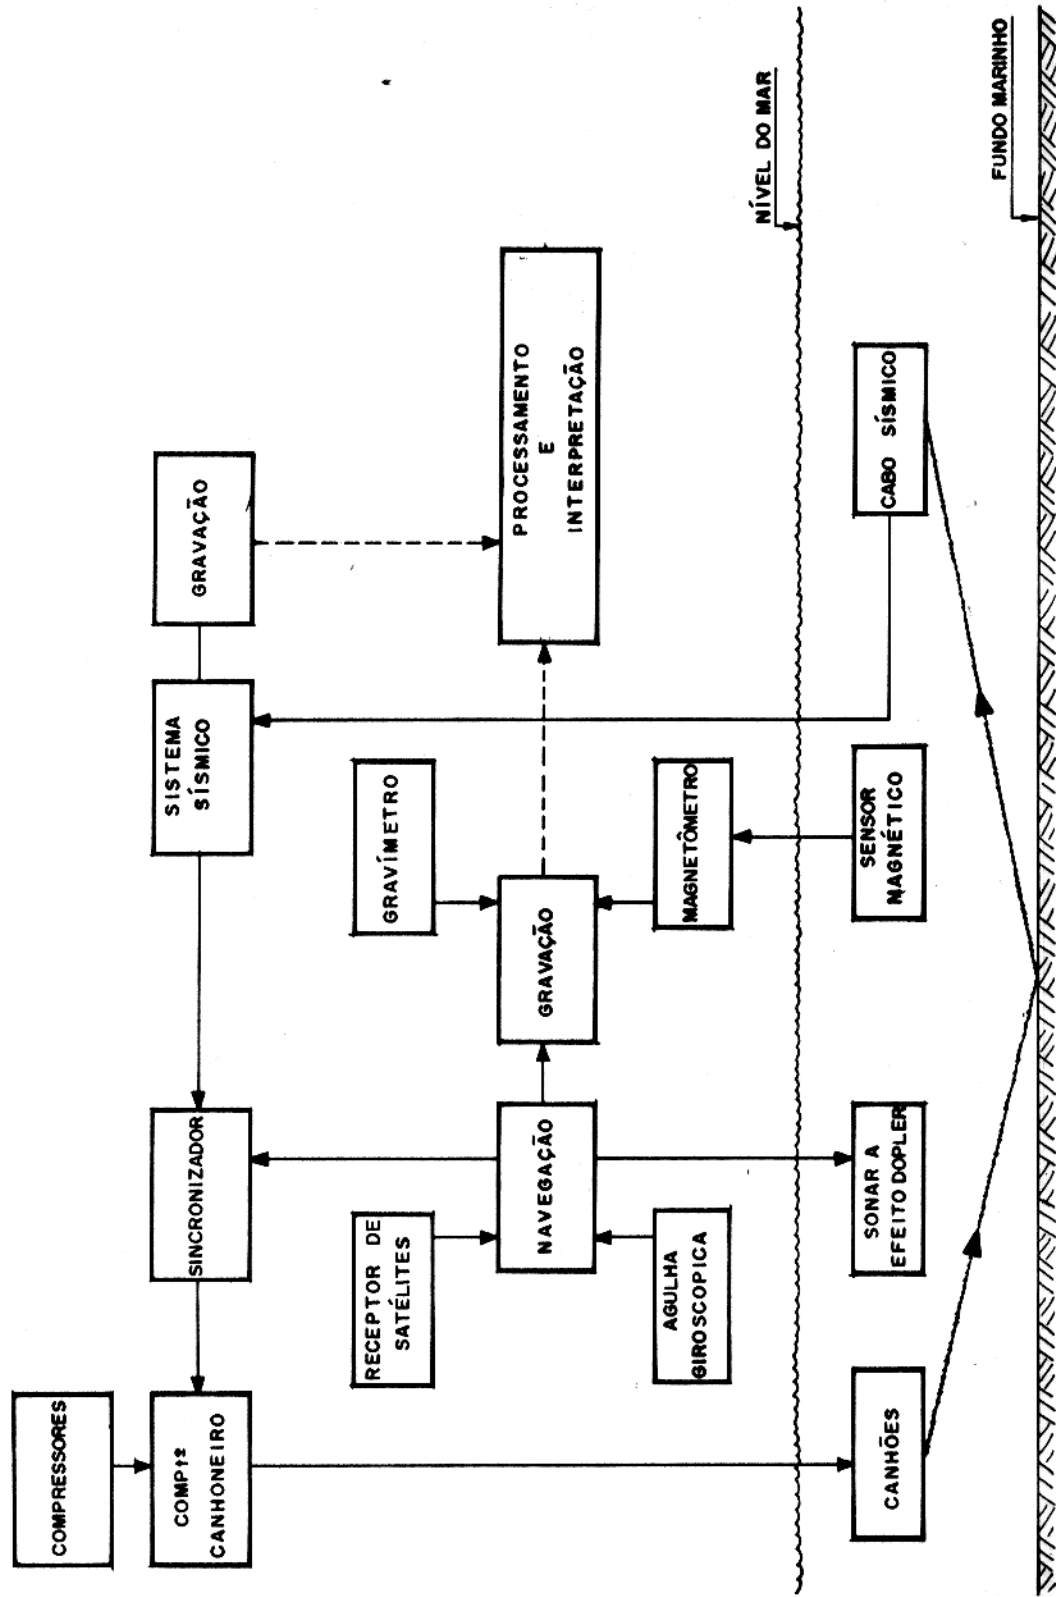 COMPRESSORES
COMPtº
CANHONEIRO
SINCRONIZADOR
SISTEMA
SÍSMICO
GRAVAÇÃO
RECEPTOR DE
SATÉLITES
GRAVÍMETRO
NAVEGAÇÃO
GRAVAÇÃO
PROCESSAMENTO
E
INTERPRETAÇÃO
AGULHA
GIROSCOPICA
MAGNETÔMETRO
NÍVEL DO MAR
CANHÕES
SONAR A
EFEITO DOPLER
SENSOR
MAGNÉTICO
CABO SÍSMICO
FUNDO MARINHO